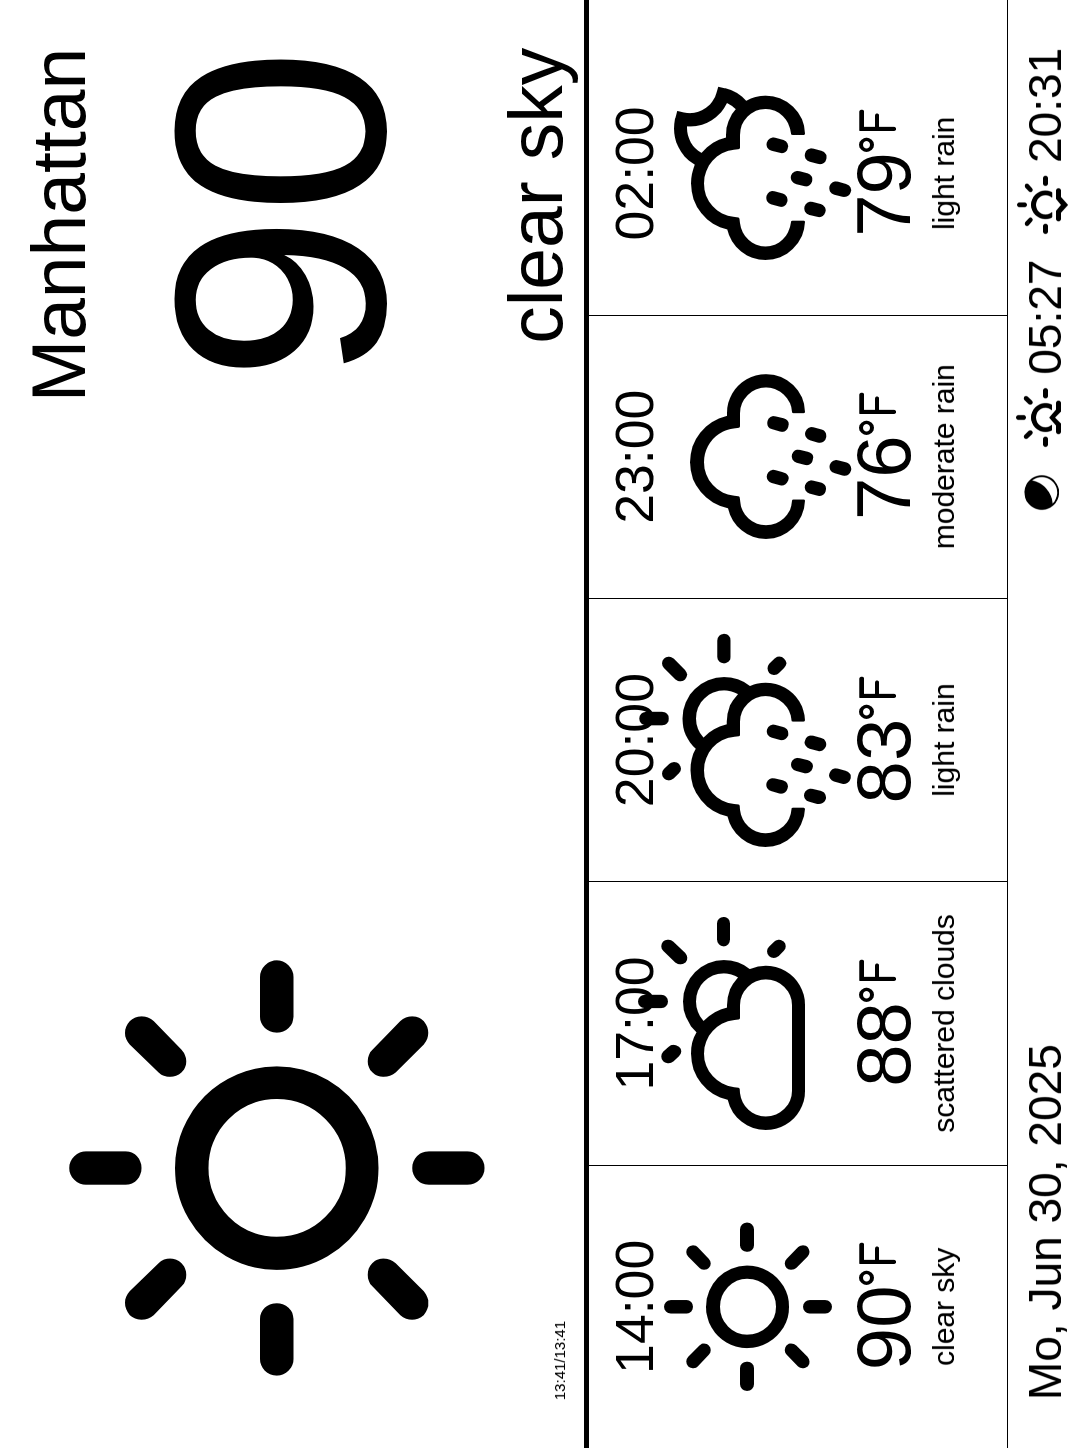 Manhattan
90
clear sky
13:41/13:41
14:00
90°F
clear sky
17:00
88°F
scattered clouds
20:00
83°F
light rain
23:00
76°F
moderate rain
02:00
79°F
light rain
Mo, Jun 30, 2025
05:27
20:31